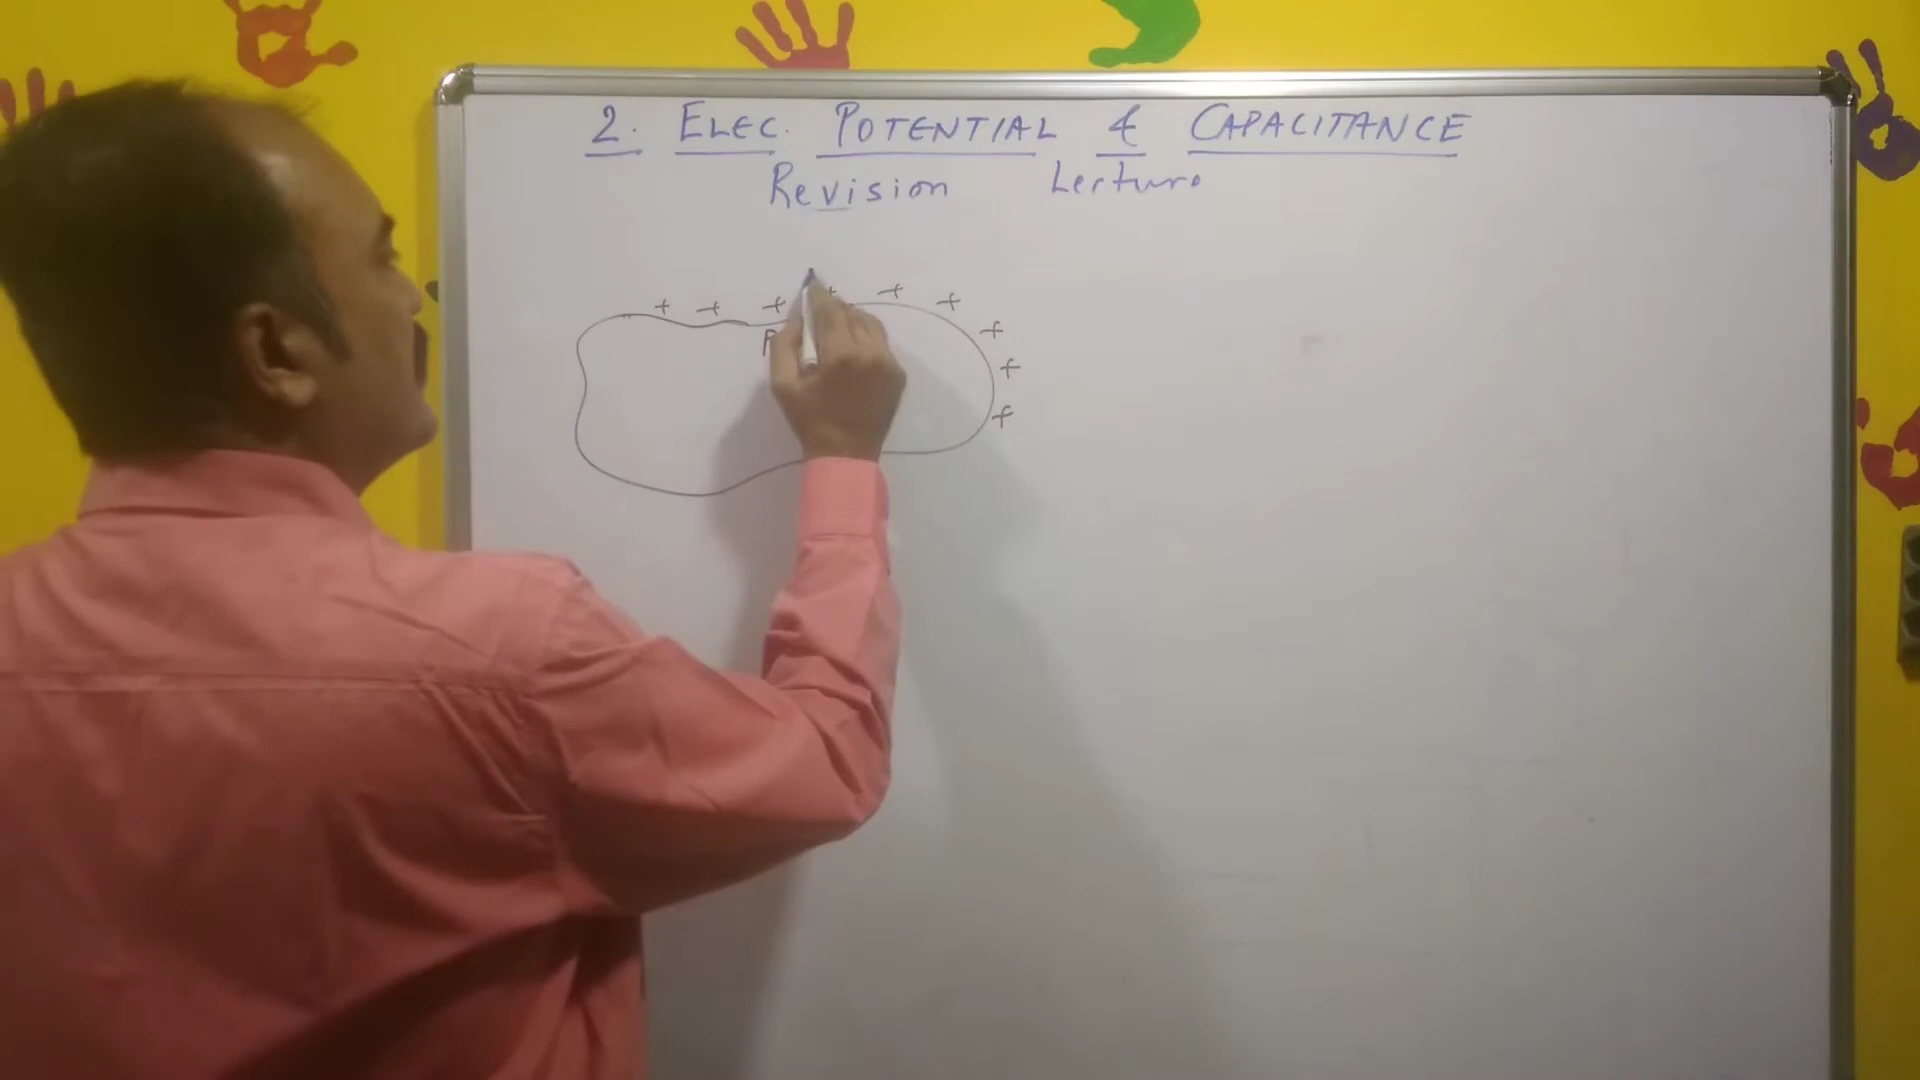 2. ELEC. POTENTIAL & CAPACITANCE
Revision Lecture
+ + + + + + + + +
P